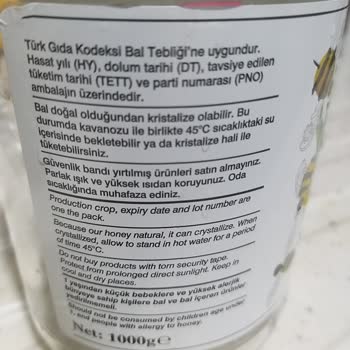 Türk Gıda Kodeksi Bal Tebliği'ne uygundur.
Hasat yılı (HY), dolum tarihi (DT), tavsiye edilen
tüketim tarihi (TETT) ve parti numarası (PNO)
ambalajın üzerindedir.
Bal doğal olduğundan kristalize olabilir. Bu
durumda kavanozu ile birlikte 45°C sıcaklıktaki su
içerisinde bekletebilir ya da kristalize hali ile
tüketebilirsiniz.
Güvenlik bandı yırtılmış ürünleri satın almayınız.
Parlak ışık ve yüksek ısıdan koruyunuz. Oda
sıcaklığında muhafaza ediniz.
Production crop, expiry date and lot number are
one the pack.
Because our honey natural, it can crystallize. When
crystallized, allow to stand in hot water for a period
of time 45°C.
Do not buy products with torn security tape.
Protect from prolonged direct sunlight. Keep in
cool and dry places.
yaşından küçük bebeklere ve yüksek alerjik
bünyeye sahip kişilere bal ve bal içeren ürünler
yedirilmemeli.
Should not be consumed by children age under
and people with allergy to honey.
Net: 1000g e